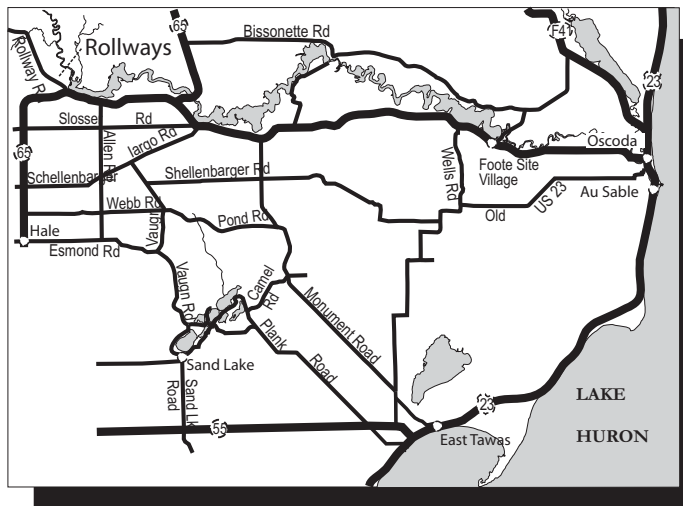 65
Bissonette Rd
F41
Rollways
Rollway R
23
Slosse Rd
Iargo Rd
Allen Rd
Oscoda
65
Wells Rd
Foote Site
Village
Schellenbarger
Shellenbarger Rd
Au Sable
US 23
Old
Webb Rd
Pond Rd
Vaugn
Hale
Esmond Rd
Vaugn Rd
Camel
Rd
Monument Road
Plank
Road
Sand Lake
Sand Lk
Road
LAKE
HURON
23
55
East Tawas